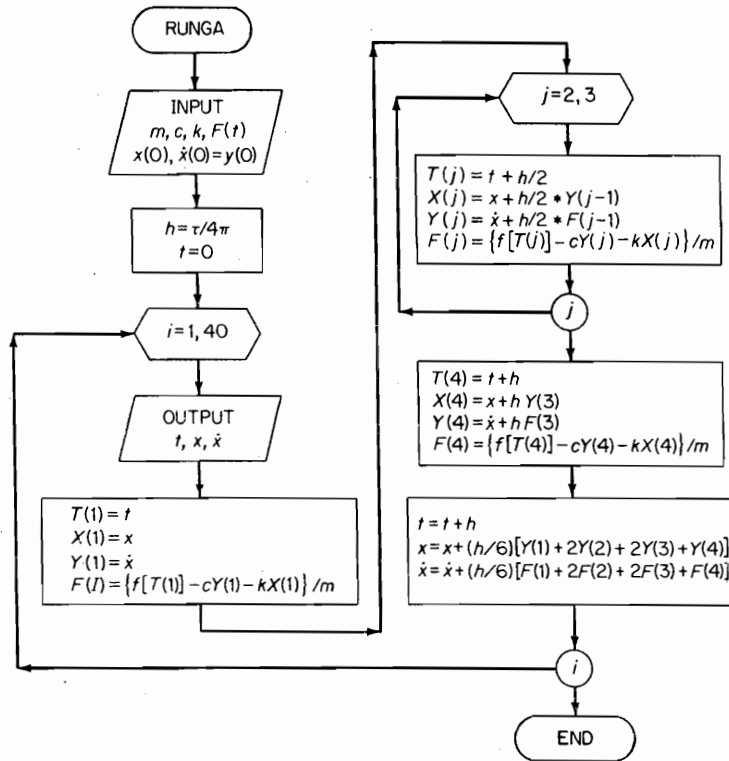 RUNGA
INPUT
m, c, k, F(t)
x(0), ẋ(0)=y(0)
h=τ/4π
t=0
i=1, 40
OUTPUT
t, x, ẋ
T(1) = t
X(1) = x
Y(1) = ẋ
F(I) = {f[T(1)] − cY(1) − kX(1)}/m
j=2, 3
T(j) = t + h/2
X(j) = x + h/2 * Y(j−1)
Y(j) = ẋ + h/2 * F(j−1)
F(j) = {f[T(j)] − cY(j) − kX(j)}/m
j
T(4) = t+h
X(4) = x+h Y(3)
Y(4) = ẋ+h F(3)
F(4) = {f[T(4)] − cY(4) − kX(4)}/m
t = t+h
x = x+(h/6)[Y(1) + 2Y(2) + 2Y(3) + Y(4)]
ẋ = ẋ+(h/6)[F(1) + 2F(2) + 2F(3) + F(4)]
i
END